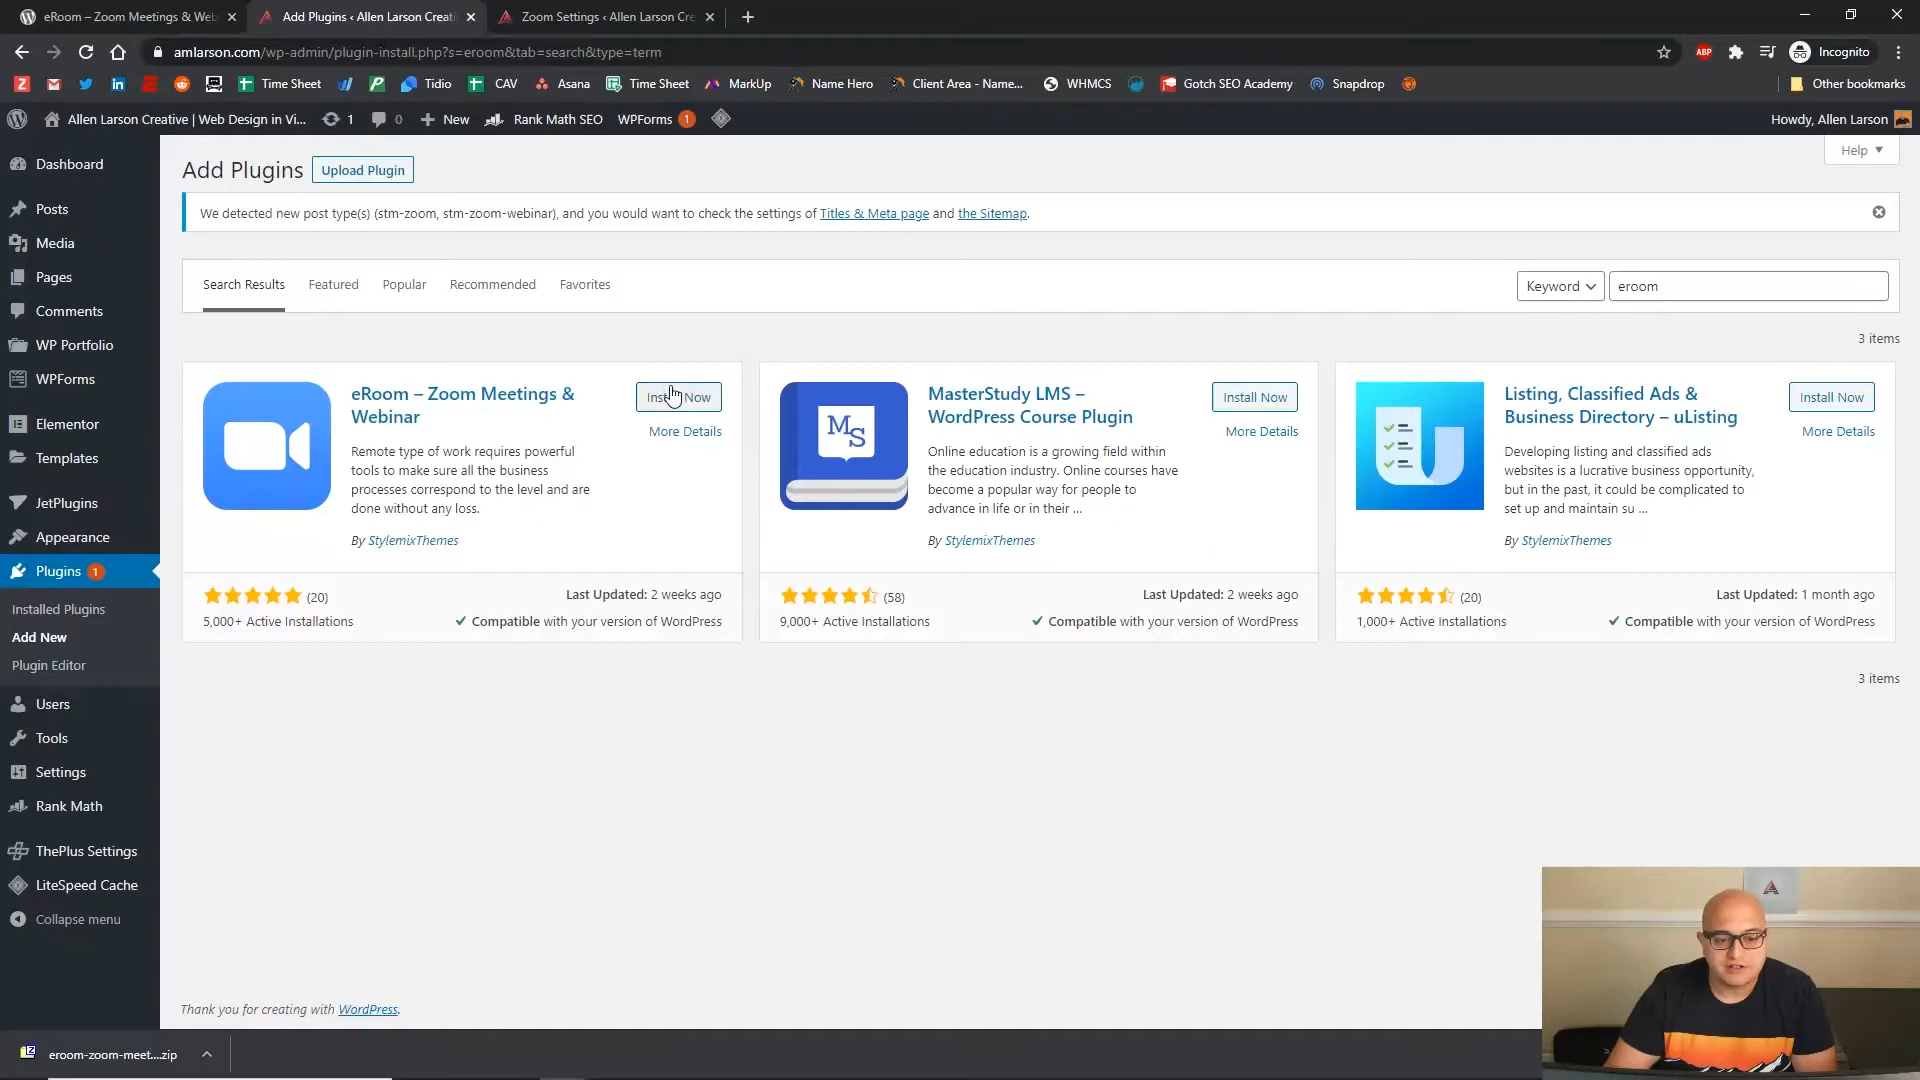 eRoom – Zoom Meetings & Web
Add Plugins ‹ Allen Larson Creati
Zoom Settings ‹ Allen Larson Cre
amlarson.com/wp-admin/plugin-install.php?s=eroom&tab=search&type=term
ABP
Incognito
Time Sheet
Tidio
CAV
Asana
Time Sheet
MarkUp
Name Hero
Client Area - Name...
WHMCS
Gotch SEO Academy
Snapdrop
Other bookmarks
Allen Larson Creative | Web Design in Vi...
1
0
New
Rank Math SEO
WPForms 1
Howdy, Allen Larson
Dashboard
Posts
Media
Pages
Comments
WP Portfolio
WPForms
Elementor
Templates
JetPlugins
Appearance
Plugins 1
Installed Plugins
Add New
Plugin Editor
Users
Tools
Settings
Rank Math
ThePlus Settings
LiteSpeed Cache
Collapse menu
Help
Add Plugins
Upload Plugin
We detected new post type(s) (stm-zoom, stm-zoom-webinar), and you would want to check the settings of Titles & Meta page and the Sitemap.
Search Results
Featured
Popular
Recommended
Favorites
Keyword
eroom
3 items
eRoom – Zoom Meetings &
Webinar
Install Now
More Details
Remote type of work requires powerful
tools to make sure all the business
processes correspond to the level and are
done without any loss.
By StylemixThemes
(20)
Last Updated: 2 weeks ago
5,000+ Active Installations
Compatible with your version of WordPress
MS
MasterStudy LMS –
WordPress Course Plugin
Install Now
More Details
Online education is a growing field within
the education industry. Online courses have
become a popular way for people to
advance in life or in their ...
By StylemixThemes
(58)
Last Updated: 2 weeks ago
9,000+ Active Installations
Compatible with your version of WordPress
Listing, Classified Ads &
Business Directory – uListing
Install Now
More Details
Developing listing and classified ads
websites is a lucrative business opportunity,
but in the past, it could be complicated to
set up and maintain su ...
By StylemixThemes
(20)
Last Updated: 1 month ago
1,000+ Active Installations
Compatible with your version of WordPress
3 items
Thank you for creating with WordPress.
eroom-zoom-meet....zip